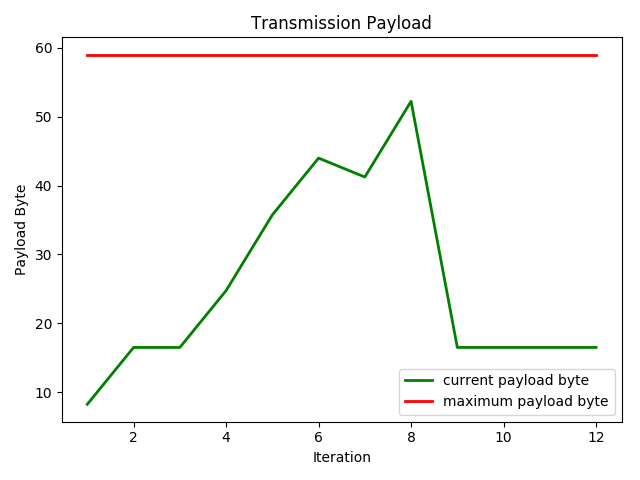 Transmission Payload
60
50
40
30
20
10
Payload Byte
current payload byte
maximum payload byte
2 4 6 8 10 12
Iteration